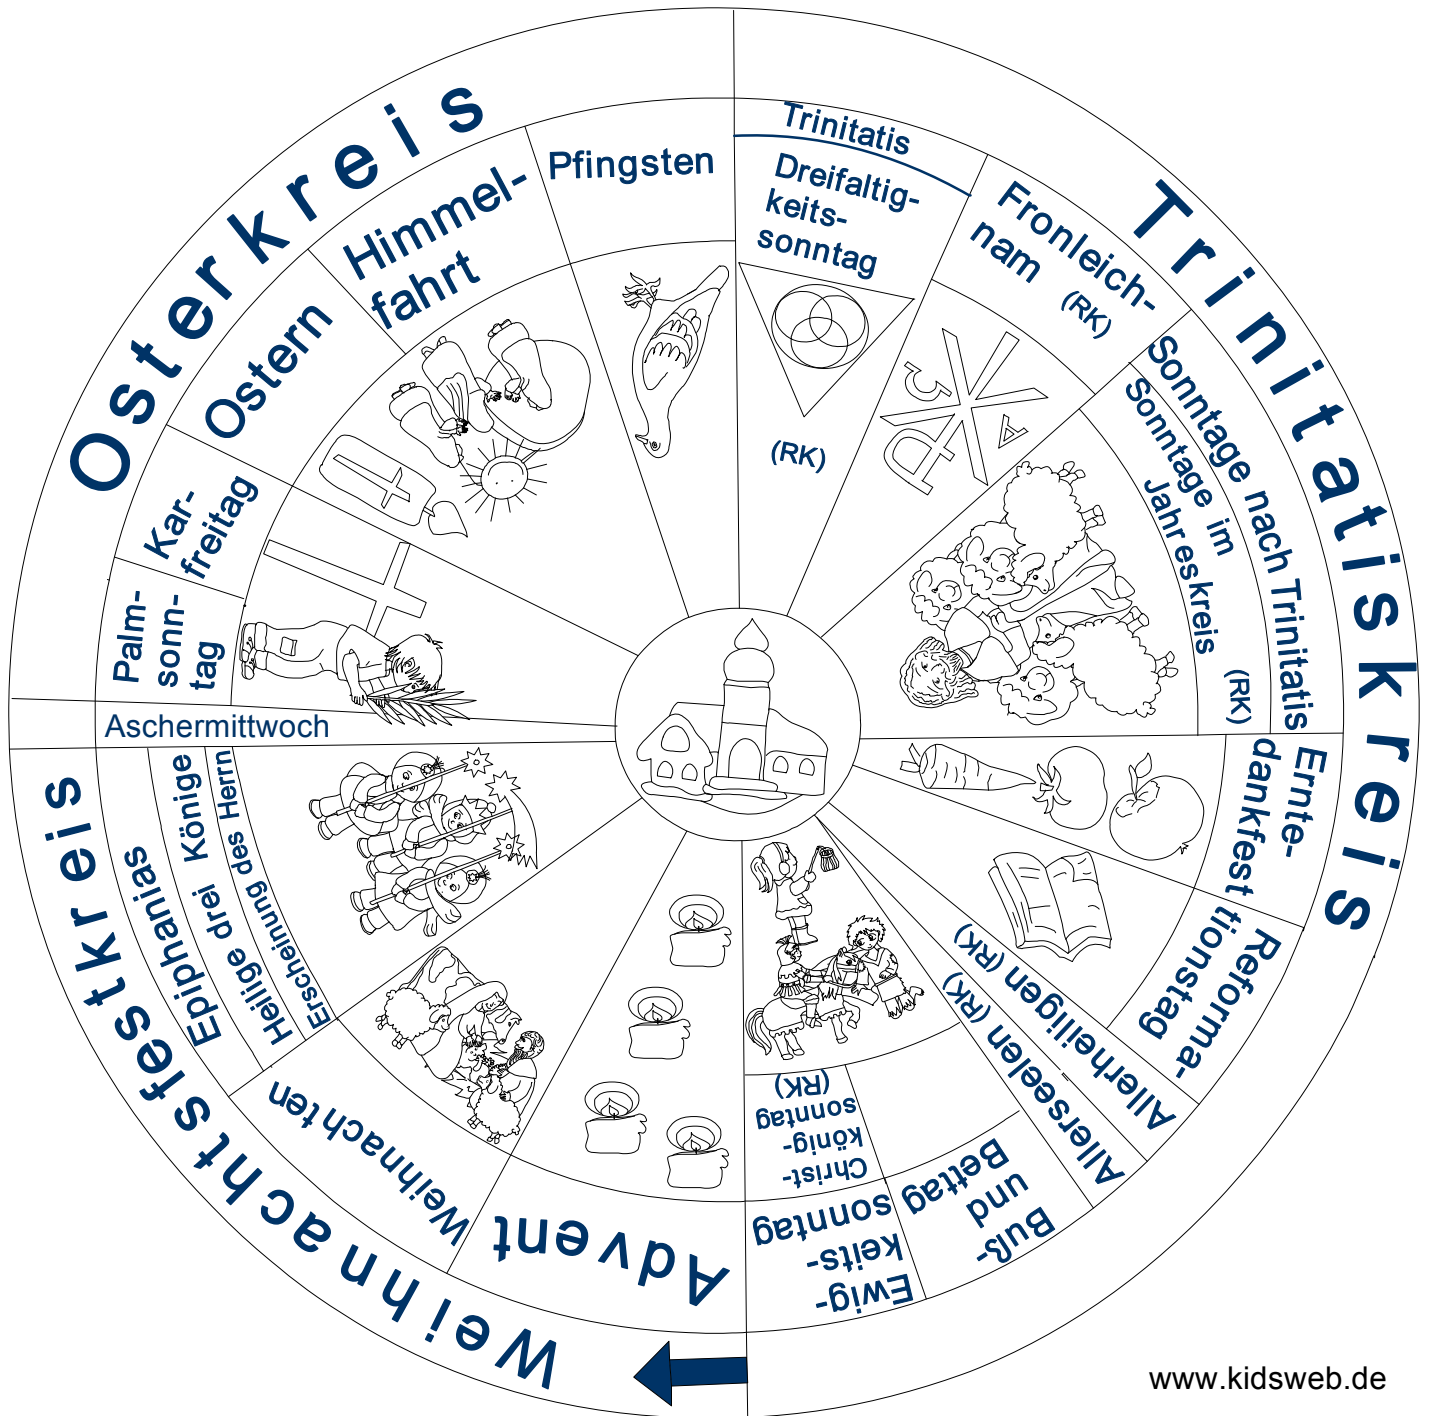 Osterkreis
Trinitatiskreis
Weihnachtsfestkreis
Advent
Weihnachten
Epiphanias
Heilige drei Könige
Erscheinung des Herrn
Aschermittwoch
Palm-
sonn-
tag
Kar-
freitag
Ostern
Himmel-
fahrt
Pfingsten
Trinitatis
Dreifaltig-
keits-
sonntag
(RK)
Fronleich-
nam (RK)
Sonntage nach Trinitatis
Sonntage im
Jahreskreis
(RK)
Ernte-
dankfest
Reforma-
tionstag
Allerheiligen (RK)
Allerseelen (RK)
Buß-
und
Bettag
Ewig-
keits-
sonntag
Christ-
könig-
sonntag
(RK)
A
www.kidsweb.de